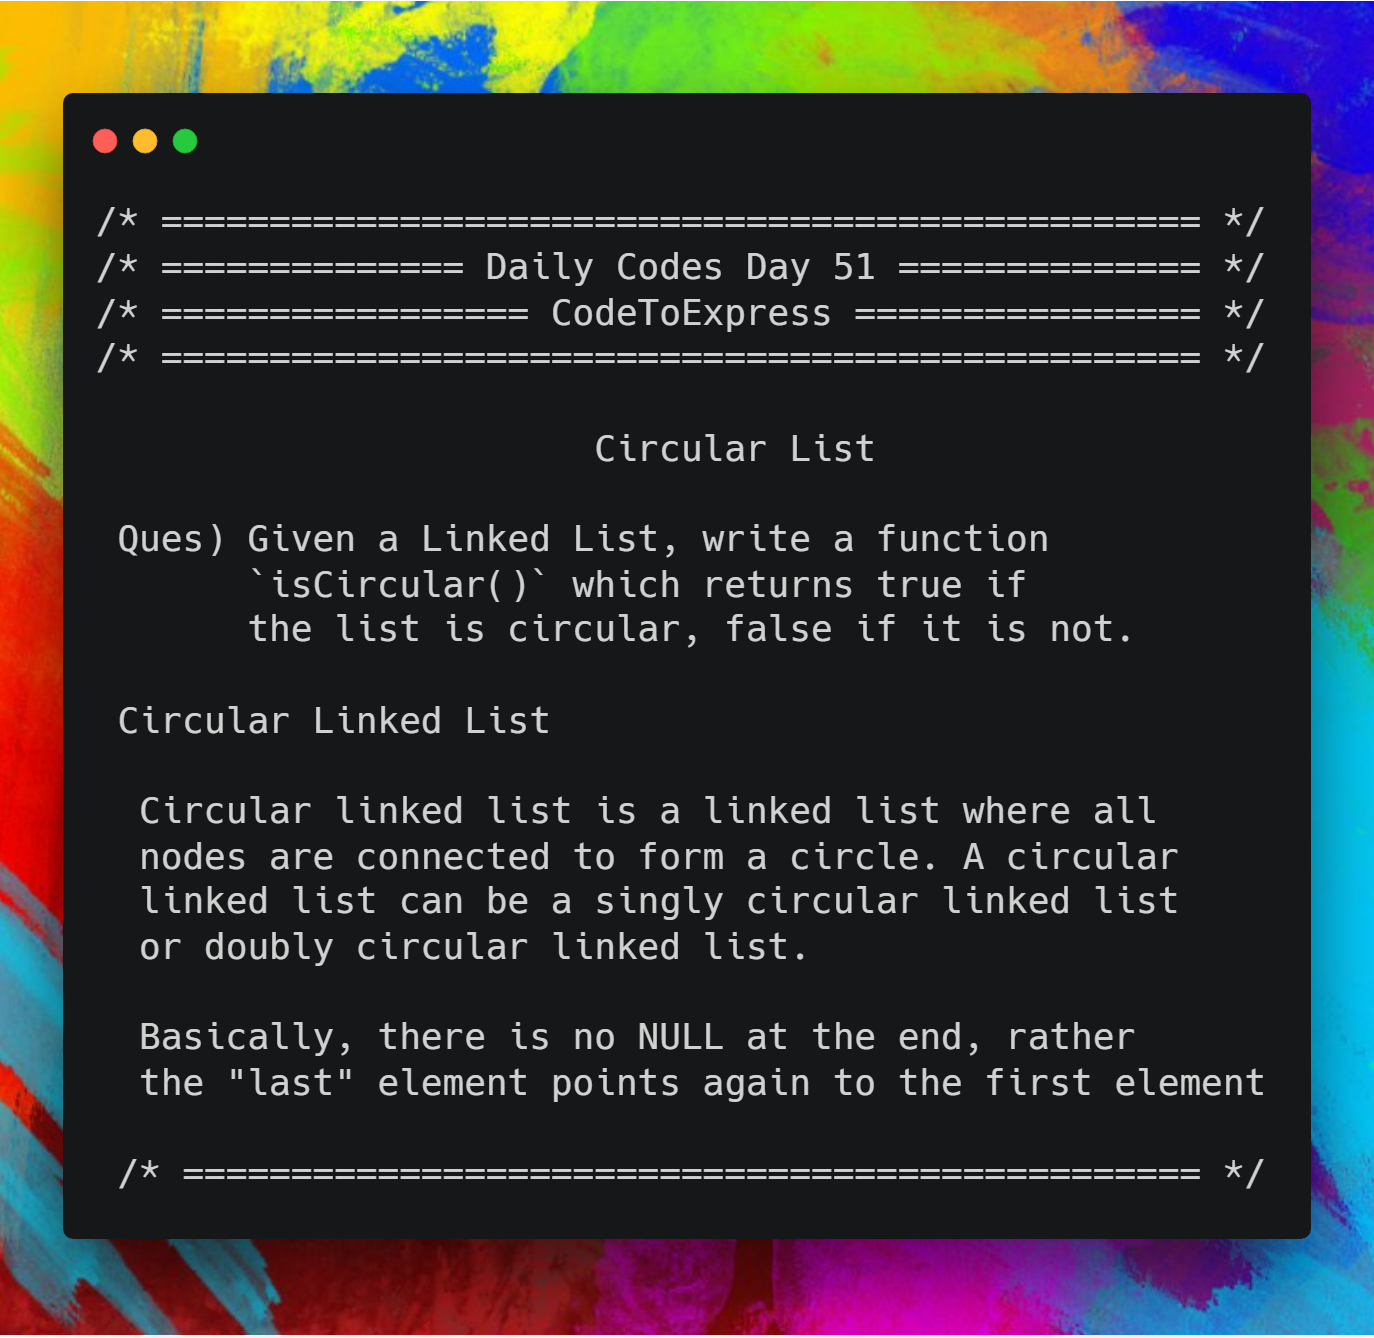 /* ================================================ */
/* ============== Daily Codes Day 51 ============== */
/* ================= CodeToExpress ================ */
/* ================================================ */
Circular List
Ques) Given a Linked List, write a function
`isCircular()` which returns true if
the list is circular, false if it is not.
Circular Linked List
Circular linked list is a linked list where all
nodes are connected to form a circle. A circular
linked list can be a singly circular linked list
or doubly circular linked list.
Basically, there is no NULL at the end, rather
the "last" element points again to the first element
/* =============================================== */